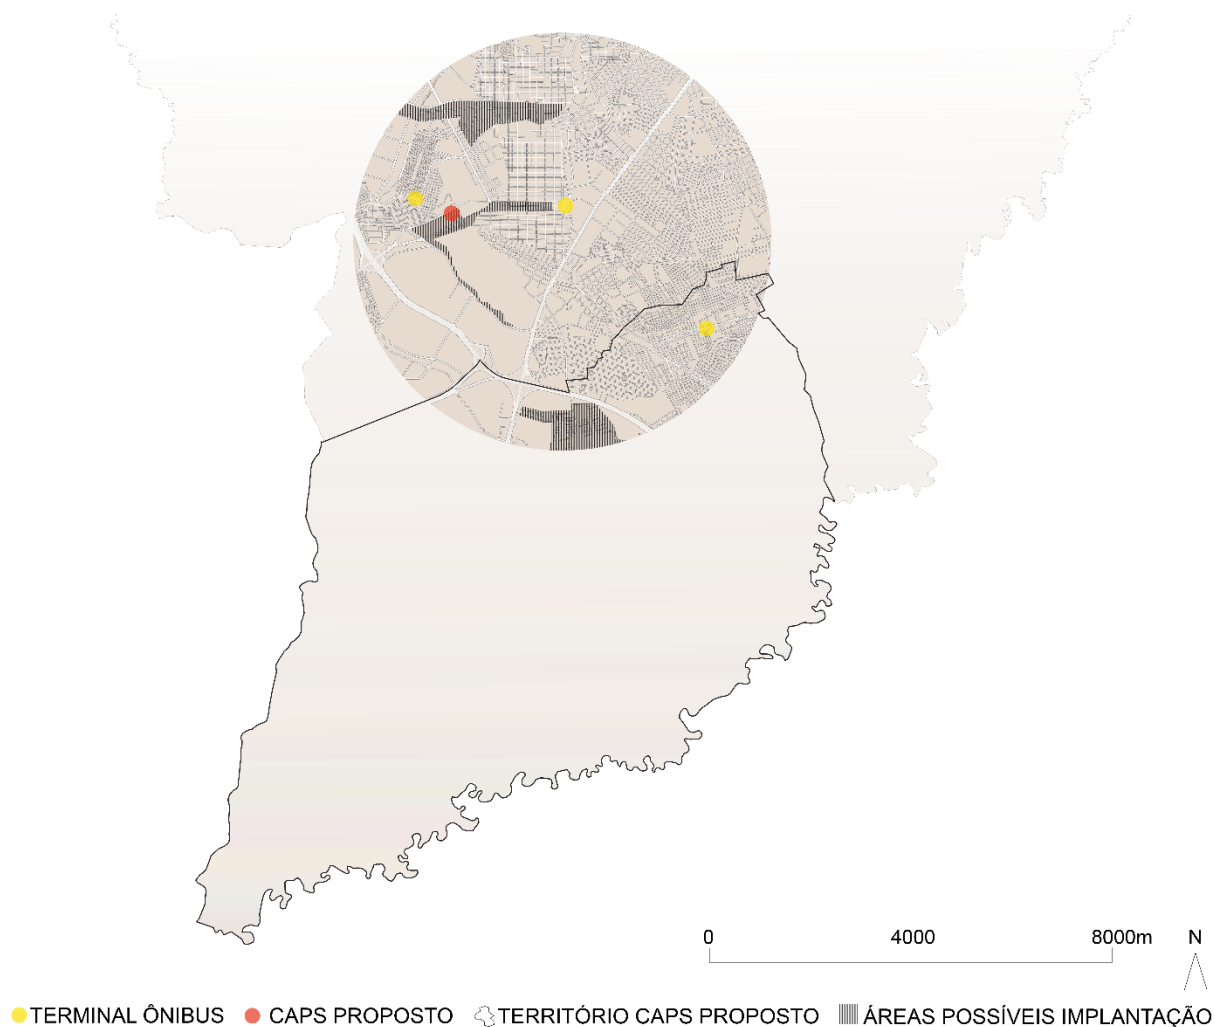 0 4000 8000m N
TERMINAL ÔNIBUS CAPS PROPOSTO TERRITÓRIO CAPS PROPOSTO ÁREAS POSSÍVEIS IMPLANTAÇÃO